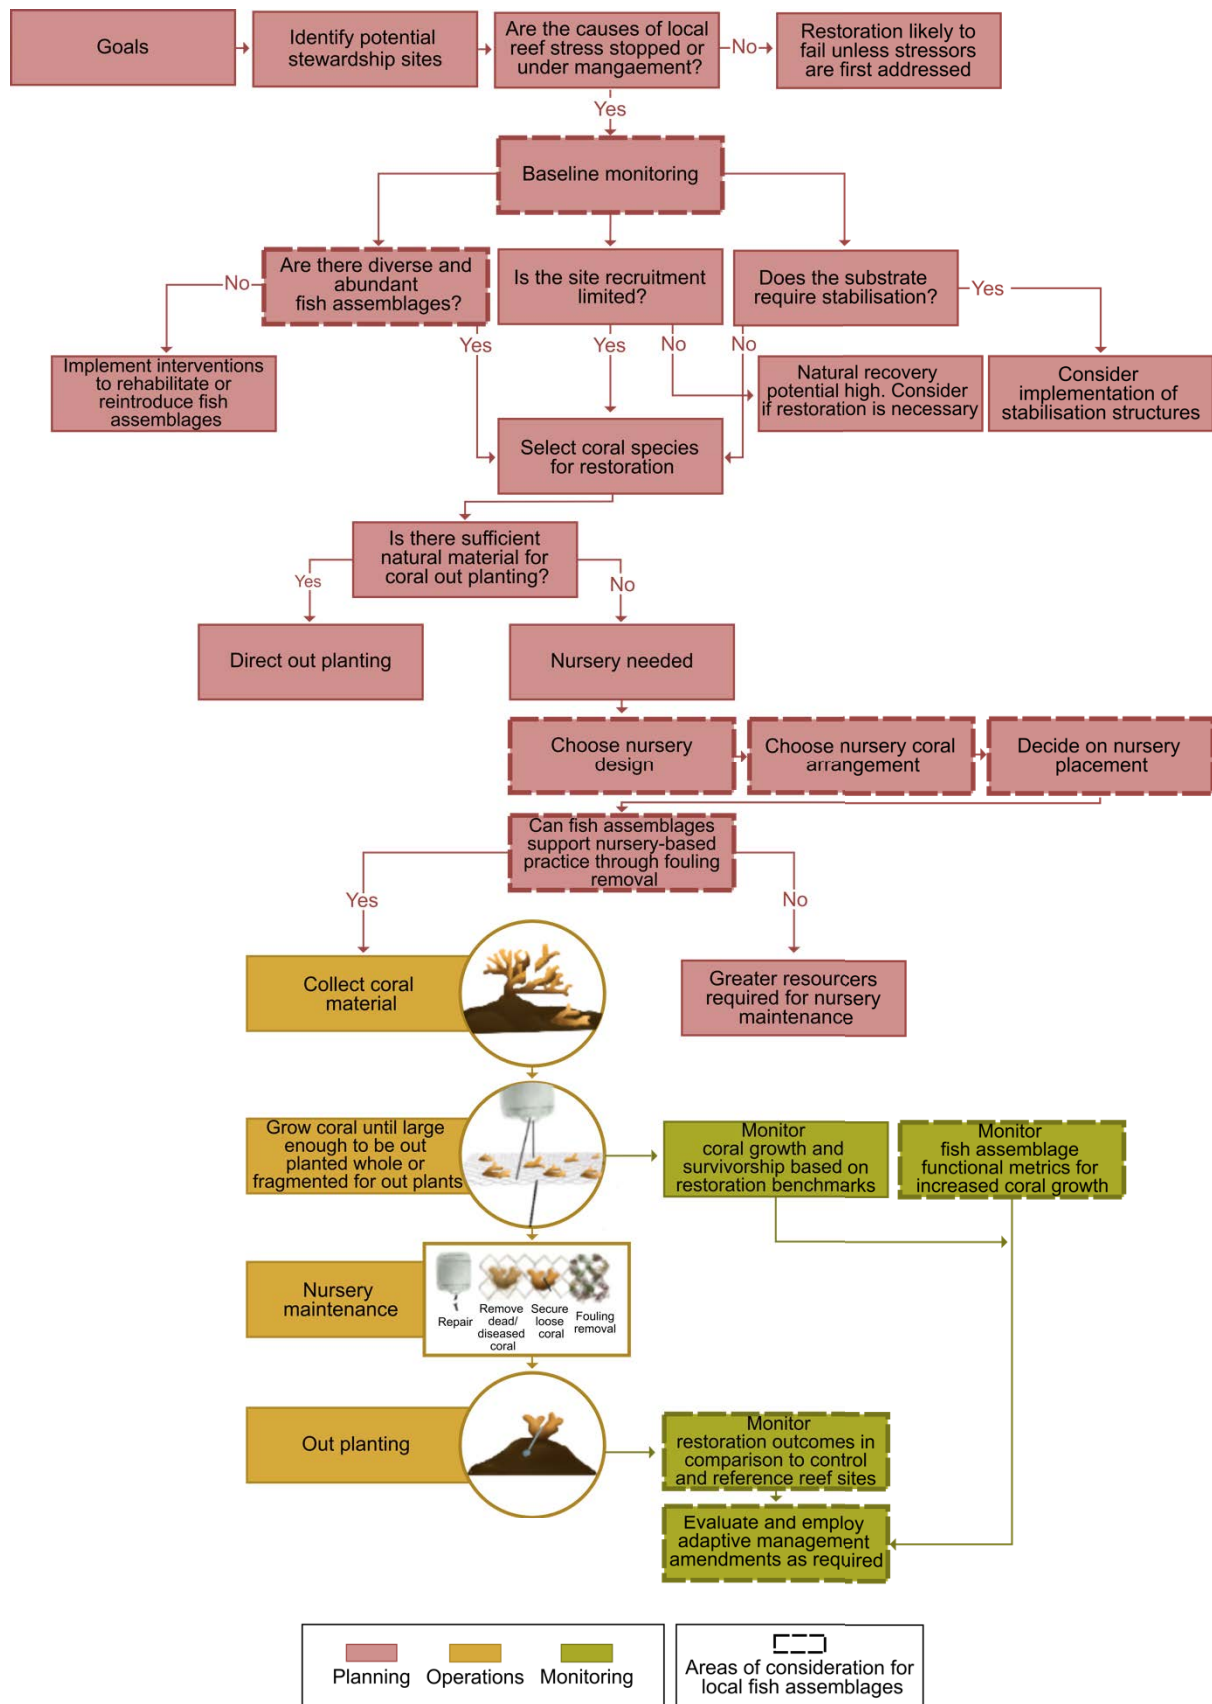 Goals
Identify potential
stewardship sites
Are the causes of local
reef stress stopped or
under mangaement?
No
Restoration likely to
fail unless stressors
are first addressed
Yes
Baseline monitoring
Are there diverse and
abundant
fish assemblages?
Is the site recruitment
limited?
Does the substrate
require stabilisation?
No
Yes
Yes
Yes
No
No
Implement interventions
to rehabilitate or
reintroduce fish
assemblages
Natural recovery
potential high. Consider
if restoration is necessary
Consider
implementation of
stabilisation structures
Select coral species
for restoration
Is there sufficient
natural material for
coral out planting?
Yes
No
Direct out planting
Nursery needed
Choose nursery
design
Choose nursery coral
arrangement
Decide on nursery
placement
Can fish assemblages
support nursery-based
practice through fouling
removal
Yes
No
Collect coral
material
Greater resourcers
required for nursery
maintenance
Grow coral until large
enough to be out
planted whole or
fragmented for out plants
Monitor
coral growth and
survivorship based on
restoration benchmarks
Monitor
fish assemblage
functional metrics for
increased coral growth
Nursery
maintenance
Repair
Remove
dead/
diseased
coral
Secure
loose
coral
Fouling
removal
Out planting
Monitor
restoration outcomes in
comparison to control
and reference reef sites
Evaluate and employ
adaptive management
amendments as required
Planning
Operations
Monitoring
Areas of consideration for
local fish assemblages